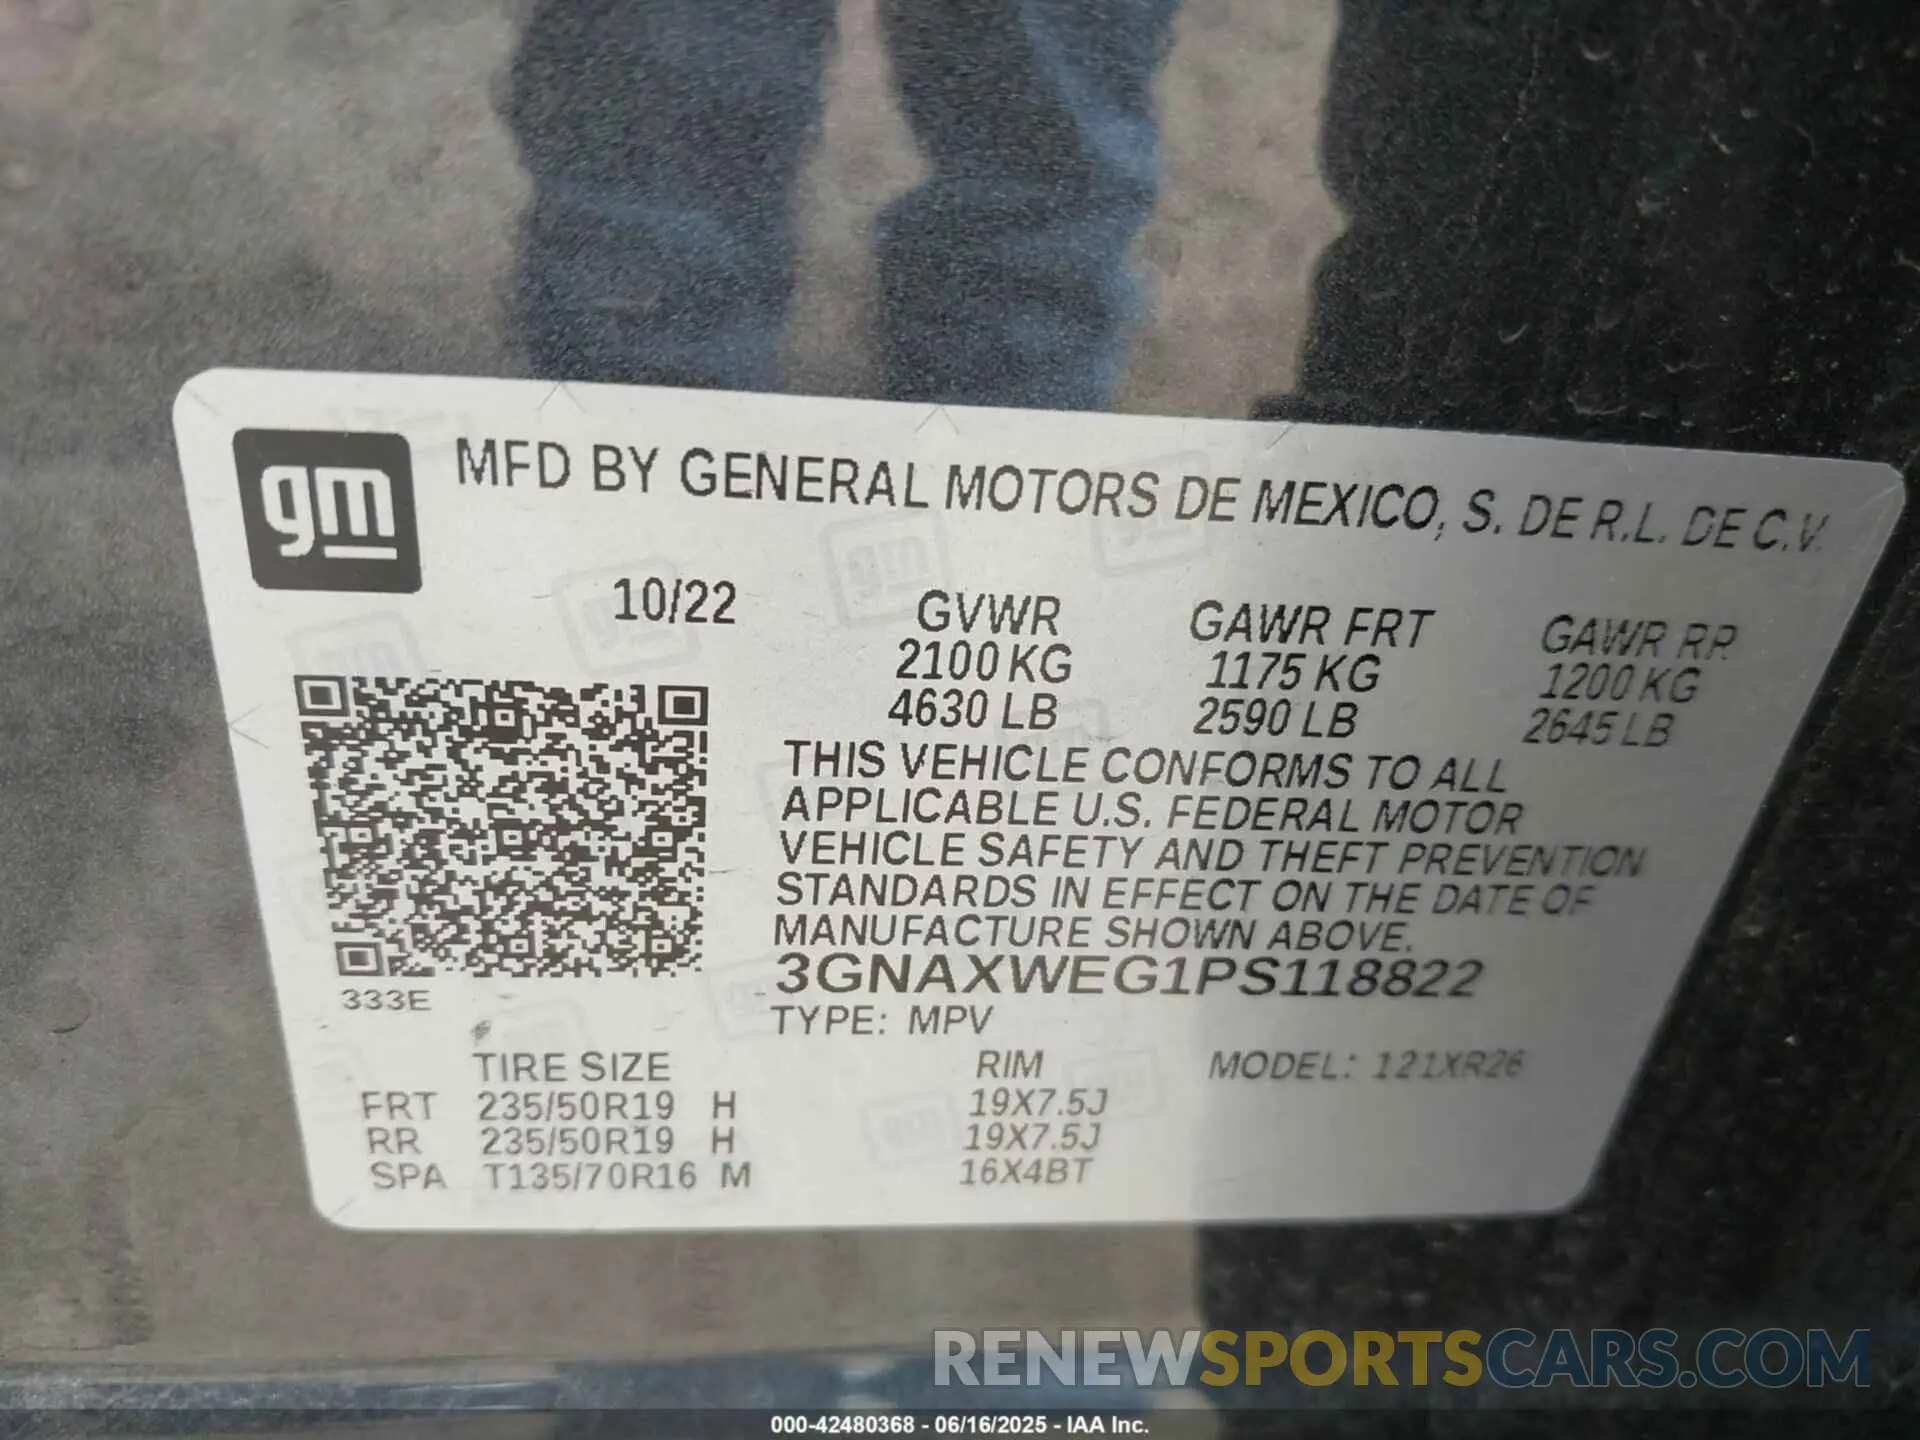 gm MFD BY GENERAL MOTORS DE MEXICO, S. DE R.L. DE C.V.
10/22 GVWR GAWR FRT GAWR RR
2100 KG 1175 KG 1200 KG
4630 LB 2590 LB 2645 LB
THIS VEHICLE CONFORMS TO ALL
APPLICABLE U.S. FEDERAL MOTOR
VEHICLE SAFETY AND THEFT PREVENTION
STANDARDS IN EFFECT ON THE DATE OF
MANUFACTURE SHOWN ABOVE.
333E 3GNAXWEG1PS118822
TYPE: MPV
TIRE SIZE RIM MODEL: 121XR26
FRT 235/50R19 H 19X7.5J
RR 235/50R19 H 19X7.5J
SPA T135/70R16 M 16X4BT
RENEWSPORTSCARS.COM
000-42480368 - 06/16/2025 - IAA Inc.